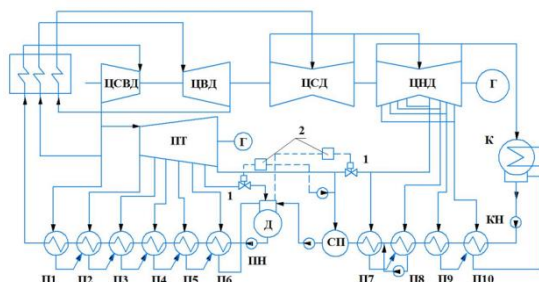 ЦСВД
ЦВД
ЦСД
ЦНД
Г
ПТ
Г
2
К
1
1
Д
СП
КН
ПН
П1
П2
П3
П4
П5
П6
П7
П8
П9
П10